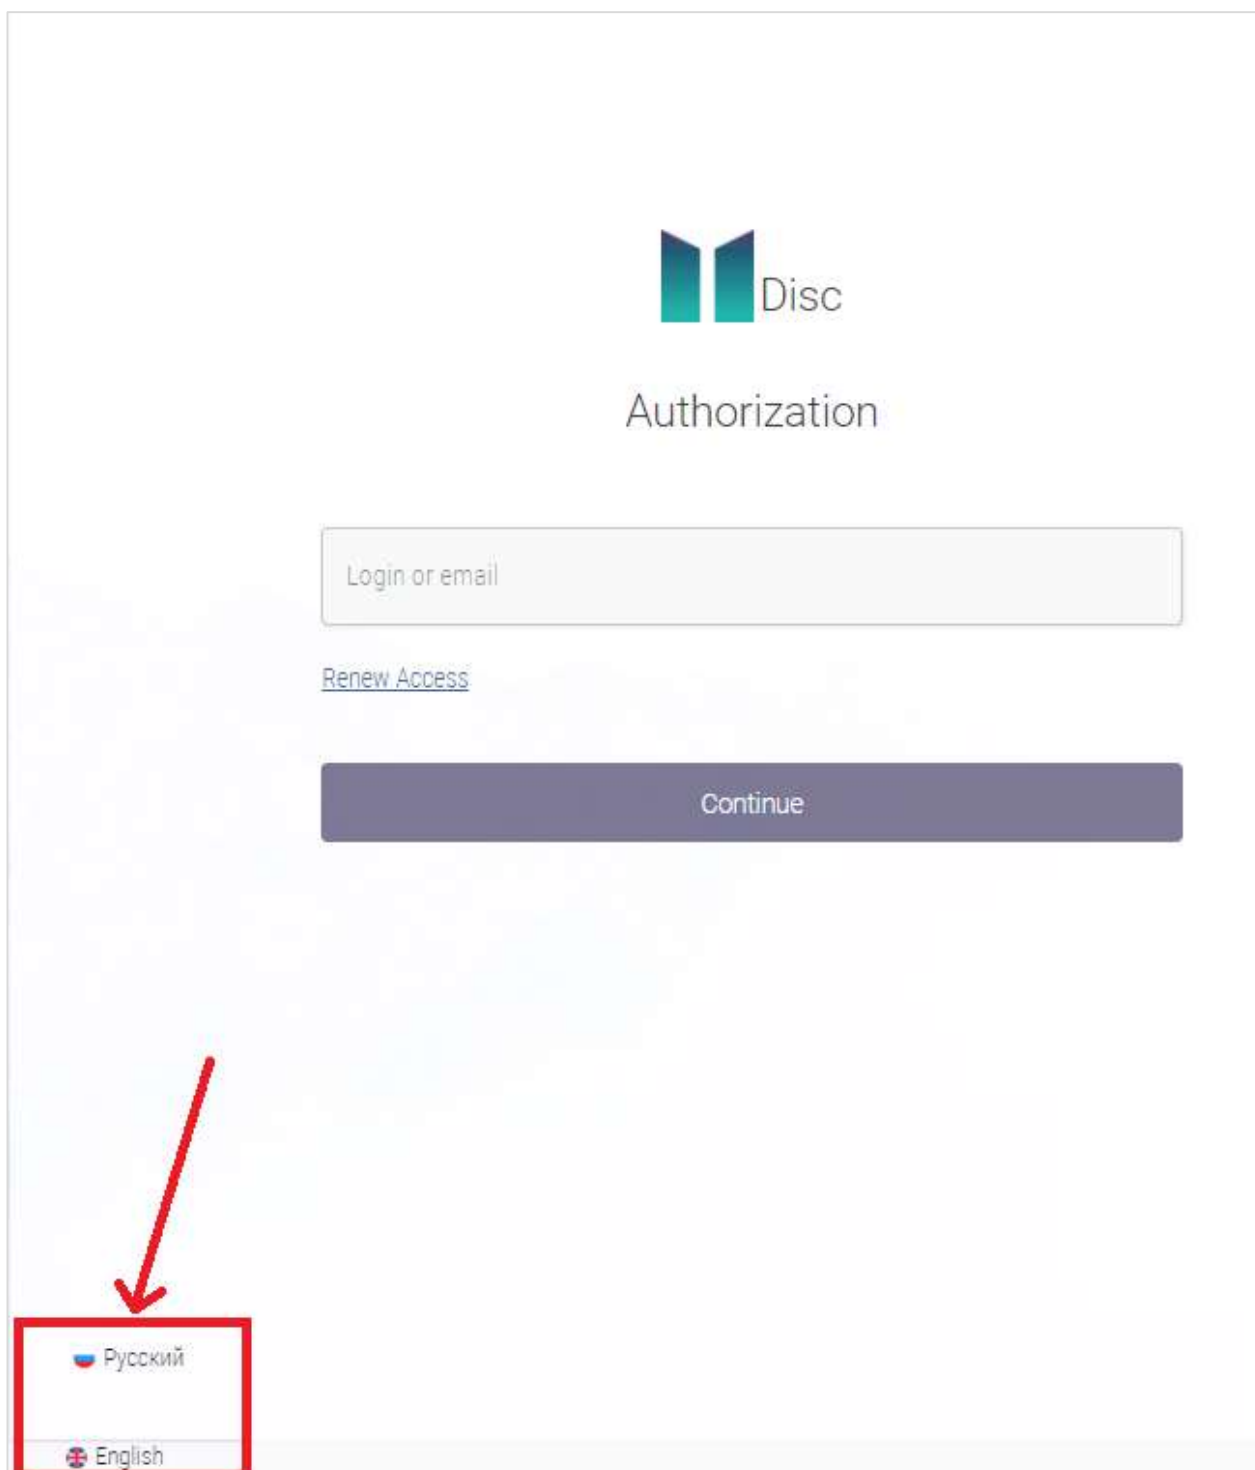 Disc
Authorization
Login or email
Renew Access
Continue
Русский
English